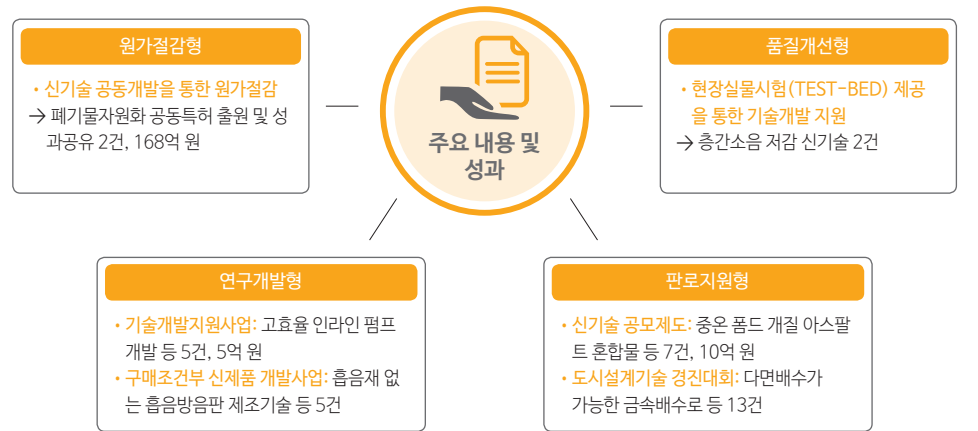 원가절감형
• 신기술 공동개발을 통한 원가절감
→ 폐기물자원화 공동특허 출원 및 성
과공유 2건, 168억 원
주요 내용 및
성과
품질개선형
• 현장실물시험(TEST-BED) 제공
을 통한 기술개발 지원
→ 층간소음 저감 신기술 2건
연구개발형
• 기술개발지원사업: 고효율 인라인 펌프
개발 등 5건, 5억 원
• 구매조건부 신제품 개발사업: 흡음재 없
는 흡음방음판 제조기술 등 5건
판로지원형
• 신기술 공모제도: 중온 폼드 개질 아스팔
트 혼합물 등 7건, 10억 원
• 도시설계기술 경진대회: 다면배수가
가능한 금속배수로 등 13건